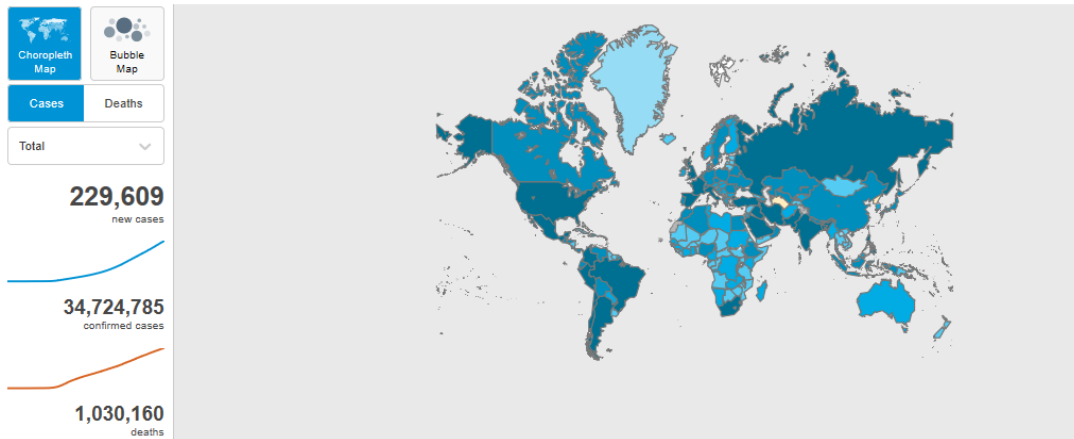 Choropleth
Map
Bubble
Map
Cases
Deaths
Total
229,609
new cases
34,724,785
confirmed cases
1,030,160
deaths